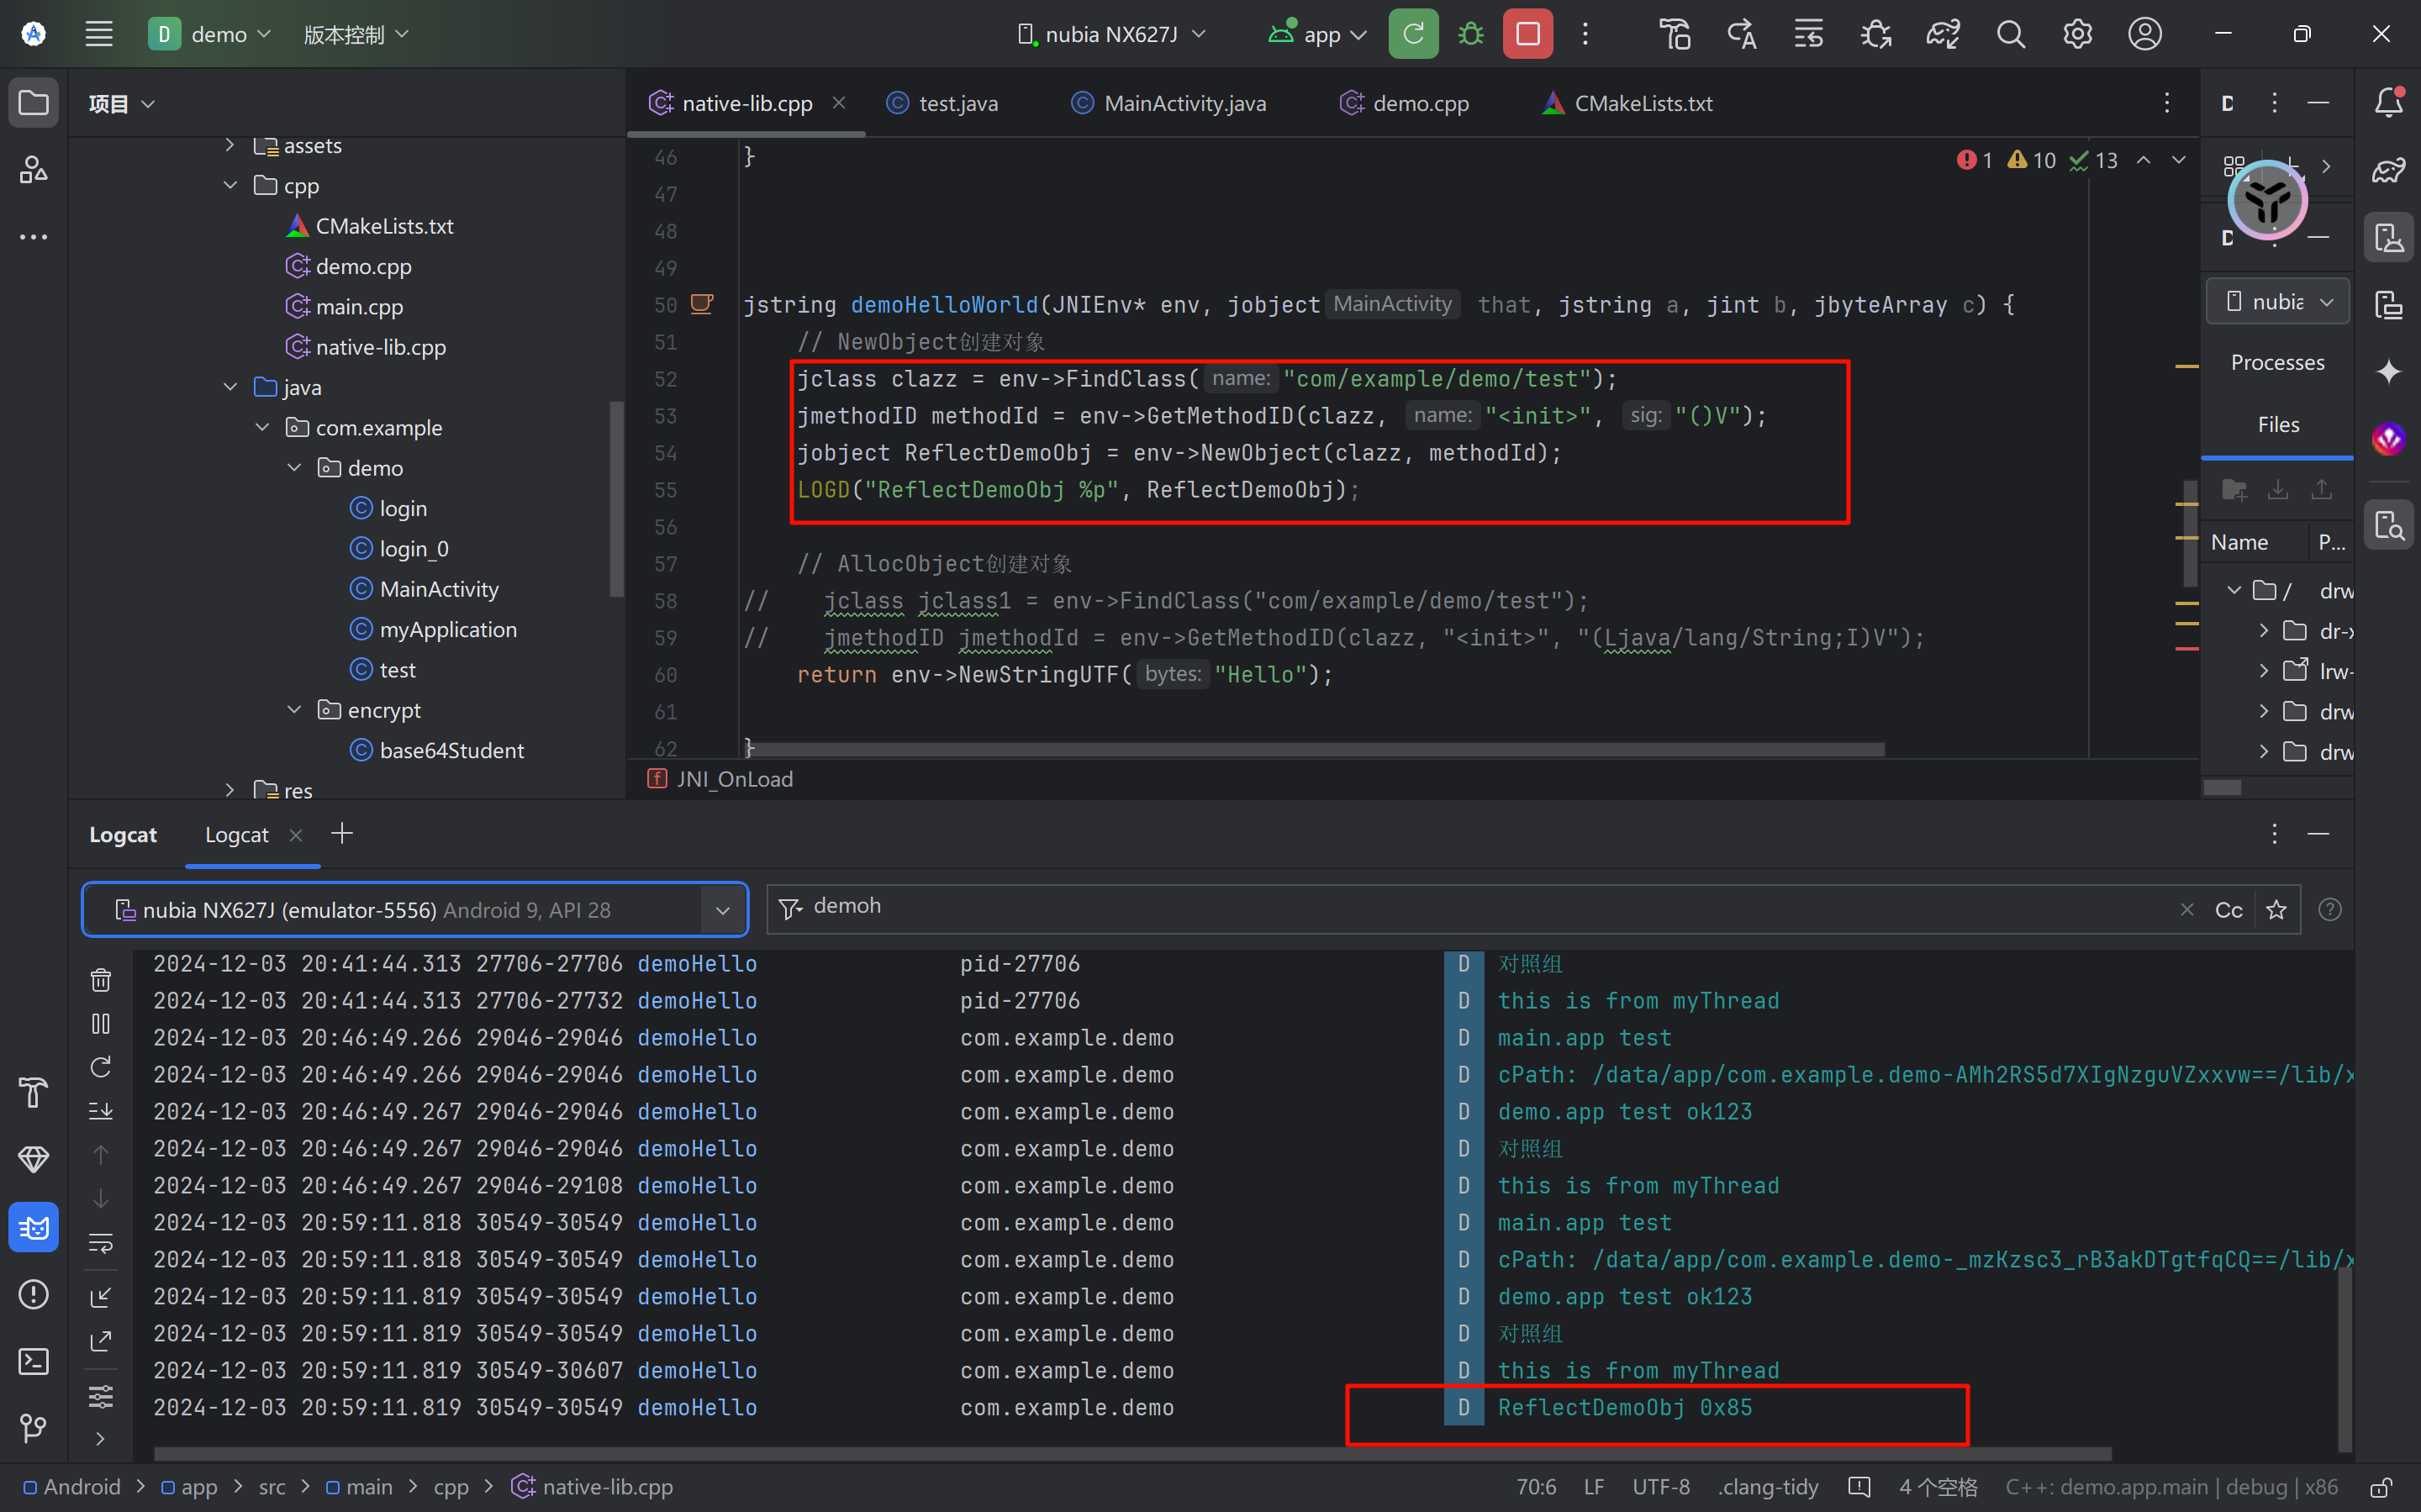 D demo 版本控制 nubia NX627J app
项目
assets
cpp
CMakeLists.txt
demo.cpp
main.cpp
native-lib.cpp
java
com.example
demo
login
login_0
MainActivity
myApplication
test
encrypt
base64Student
res
native-lib.cpp test.java MainActivity.java demo.cpp CMakeLists.txt
1 10 13
46 }
47
48
49
50 jstring demoHelloWorld(JNIEnv* env, jobject MainActivity that, jstring a, jint b, jbyteArray c) {
51 // NewObject创建对象
52 jclass clazz = env->FindClass( name: "com/example/demo/test");
53 jmethodID methodId = env->GetMethodID(clazz, name: "<init>", sig: "()V");
54 jobject ReflectDemoObj = env->NewObject(clazz, methodId);
55 LOGD("ReflectDemoObj %p", ReflectDemoObj);
56
57 // AllocObject创建对象
58 // jclass jclass1 = env->FindClass("com/example/demo/test");
59 // jmethodID jmethodId = env->GetMethodID(clazz, "<init>", "(Ljava/lang/String;I)V");
60 return env->NewStringUTF( bytes: "Hello");
61
62 }
JNI_OnLoad
D
D
nubia
Processes
Files
Name P...
/ drw
dr-x
lrw-
drw
drw
Logcat Logcat
nubia NX627J (emulator-5556) Android 9, API 28 demoh Cc
2024-12-03 20:41:44.313 27706-27706 demoHello pid-27706 D 对照组
2024-12-03 20:41:44.313 27706-27732 demoHello pid-27706 D this is from myThread
2024-12-03 20:46:49.266 29046-29046 demoHello com.example.demo D main.app test
2024-12-03 20:46:49.266 29046-29046 demoHello com.example.demo D cPath: /data/app/com.example.demo-AMh2RS5d7XIgNzguVZxxvw==/lib/x
2024-12-03 20:46:49.267 29046-29046 demoHello com.example.demo D demo.app test ok123
2024-12-03 20:46:49.267 29046-29046 demoHello com.example.demo D 对照组
2024-12-03 20:46:49.267 29046-29108 demoHello com.example.demo D this is from myThread
2024-12-03 20:59:11.818 30549-30549 demoHello com.example.demo D main.app test
2024-12-03 20:59:11.818 30549-30549 demoHello com.example.demo D cPath: /data/app/com.example.demo-_mzKzsc3_rB3akDTgtfqCQ==/lib/x
2024-12-03 20:59:11.819 30549-30549 demoHello com.example.demo D demo.app test ok123
2024-12-03 20:59:11.819 30549-30549 demoHello com.example.demo D 对照组
2024-12-03 20:59:11.819 30549-30607 demoHello com.example.demo D this is from myThread
2024-12-03 20:59:11.819 30549-30549 demoHello com.example.demo D ReflectDemoObj 0x85
Android > app > src > main > cpp > native-lib.cpp 70:6 LF UTF-8 .clang-tidy 4 个空格 C++: demo.app.main | debug | x86